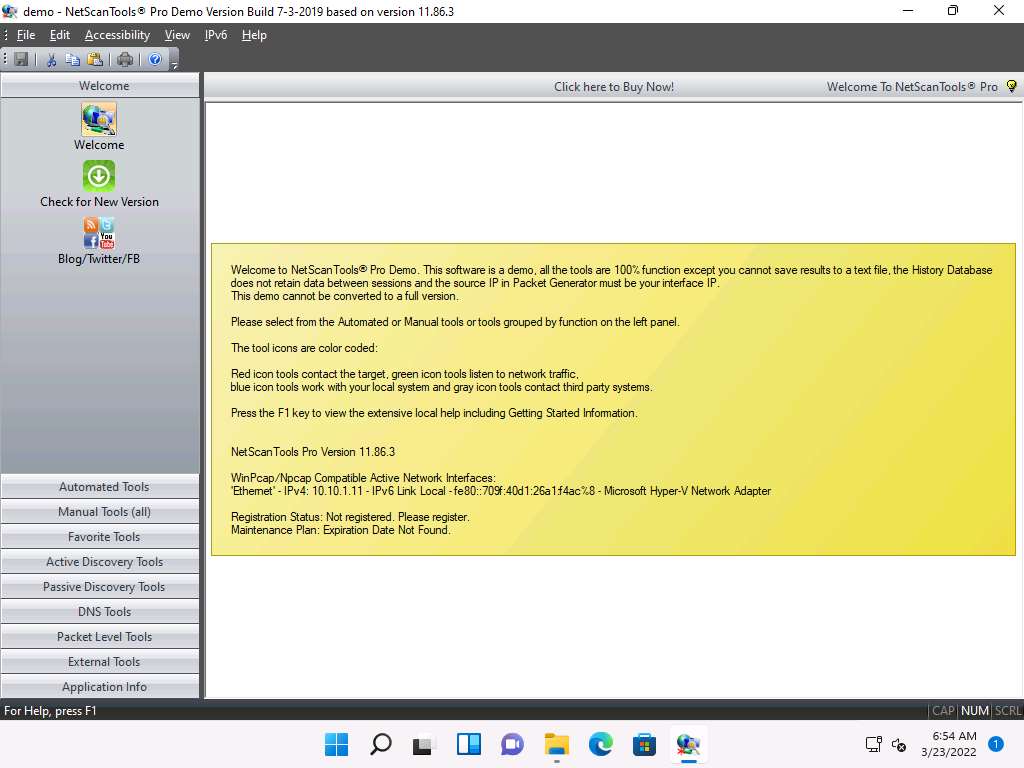 demo - NetScanTools® Pro Demo Version Build 7-3-2019 based on version 11.86.3
File Edit Accessibility View IPv6 Help
Welcome
Click here to Buy Now!
Welcome To NetScanTools® Pro
Welcome
Check for New Version
You
Tube
Blog/Twitter/FB
Welcome to NetScanTools® Pro Demo. This software is a demo, all the tools are 100% function except you cannot save results to a text file, the History Database
does not retain data between sessions and the source IP in Packet Generator must be your interface IP.
This demo cannot be converted to a full version.
Please select from the Automated or Manual tools or tools grouped by function on the left panel.
The tool icons are color coded:
Red icon tools contact the target, green icon tools listen to network traffic,
blue icon tools work with your local system and gray icon tools contact third party systems.
Press the F1 key to view the extensive local help including Getting Started Information.
NetScanTools Pro Version 11.86.3
WinPcap/Npcap Compatible Active Network Interfaces:
'Ethernet' - IPv4: 10.10.1.11 - IPv6 Link Local - fe80::709f:40d1:26a1:f4ac%8 - Microsoft Hyper-V Network Adapter
Registration Status: Not registered. Please register.
Maintenance Plan: Expiration Date Not Found.
Automated Tools
Manual Tools (all)
Favorite Tools
Active Discovery Tools
Passive Discovery Tools
DNS Tools
Packet Level Tools
External Tools
Application Info
For Help, press F1
CAP NUM SCRL
6:54 AM
3/23/2022
1